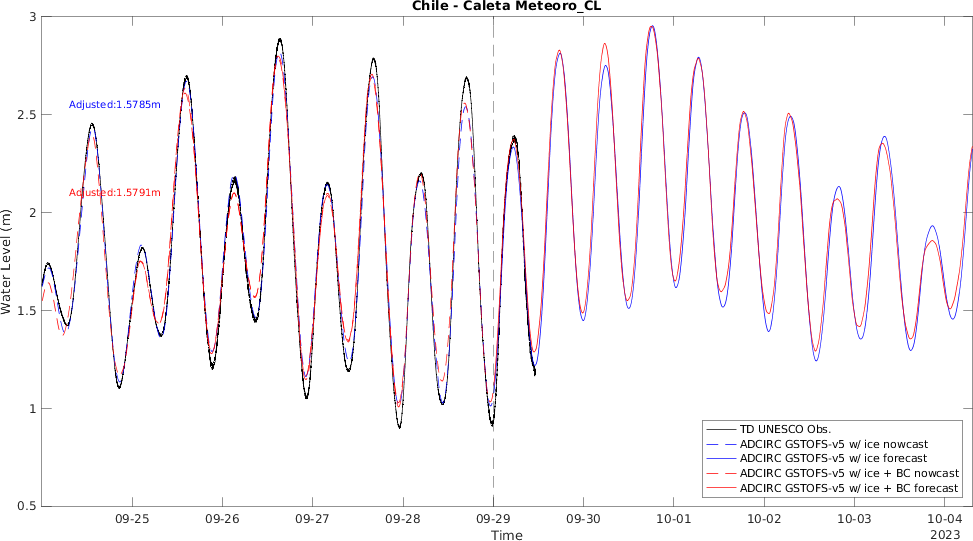 Chile - Caleta Meteoro_CL
3
2.5
2
1.5
1
0.5
Water Level (m)
Adjusted:1.5785m
Adjusted:1.5791m
TD UNESCO Obs.
ADCIRC GSTOFS-v5 w/ ice nowcast
ADCIRC GSTOFS-v5 w/ ice forecast
ADCIRC GSTOFS-v5 w/ ice + BC nowcast
ADCIRC GSTOFS-v5 w/ ice + BC forecast
09-25 09-26 09-27 09-28 09-29 09-30 10-01 10-02 10-03 10-04
Time
2023